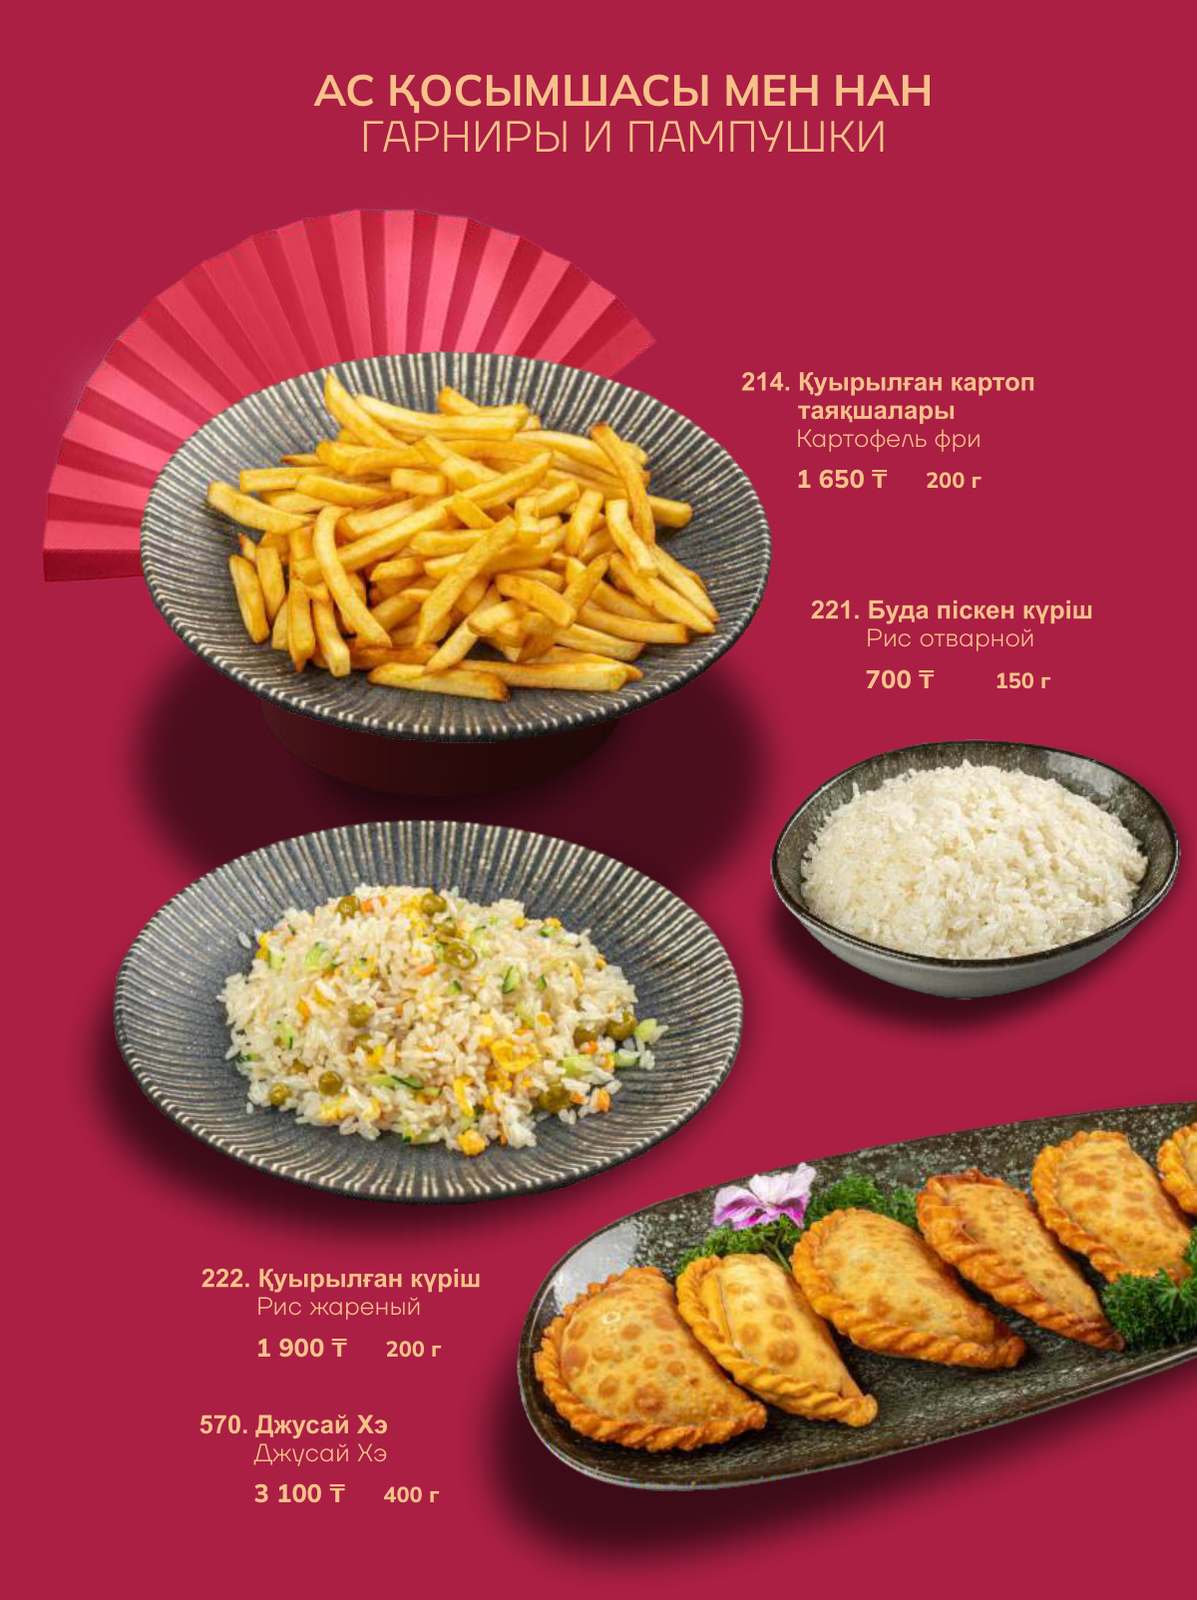 АС ҚОСЫМШАСЫ МЕН НАН
ГАРНИРЫ И ПАМПУШКИ
214. Қуырылған картоп
таяқшалары
Картофель фри
1 650 ₸ 200 г
221. Буда піскен күріш
Рис отварной
700 ₸ 150 г
222. Қуырылған күріш
Рис жареный
1 900 ₸ 200 г
570. Джусай Хэ
Джусай Хэ
3 100 ₸ 400 г